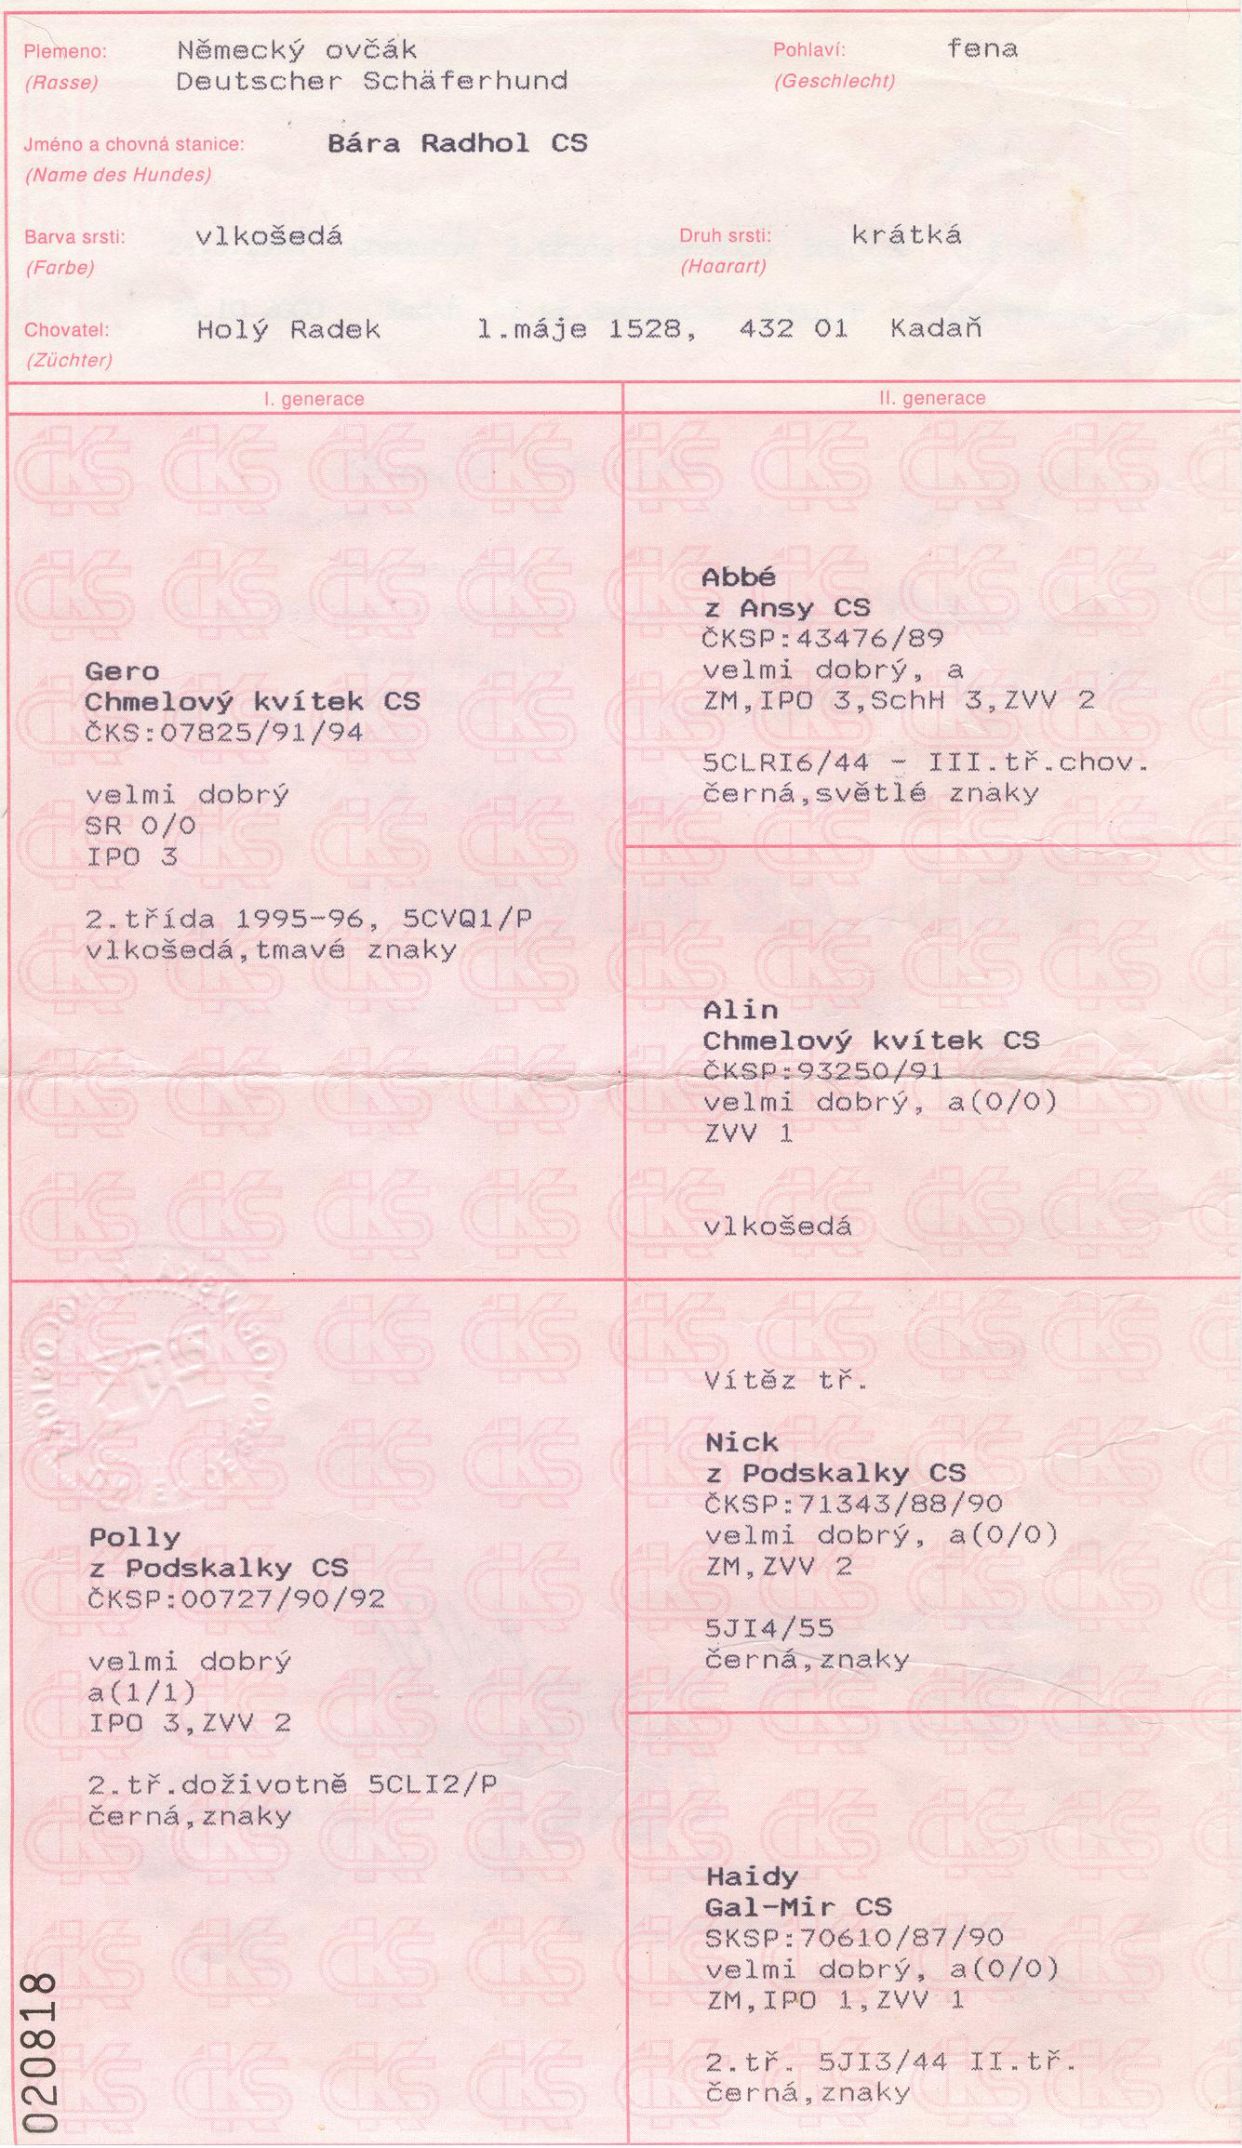 Plemeno: Německý ovčák Pohlaví: fena
(Rasse) Deutscher Schäferhund (Geschlecht)
Jméno a chovná stanice: Bára Radhol CS
(Name des Hundes)
Barva srsti: vlkošedá Druh srsti: krátká
(Farbe) (Haarart)
Chovatel: Holý Radek 1.máje 1528, 432 01 Kadaň
(Züchter)
I. generace
II. generace
Gero
Chmelový kvítek CS
ČKS:07825/91/94
velmi dobrý
SR 0/0
IPO 3
2.třída 1995-96, 5CVQ1/P
vlkošedá,tmavé znaky
Abbé
z Ansy CS
ČKSP:43476/89
velmi dobrý, a
ZM,IPO 3,SchH 3,ZVV 2
5CLRI6/44 - III.tř.chov.
černá,světlé znaky
Alin
Chmelový kvítek CS
ČKSP:93250/91
velmi dobrý, a(0/0)
ZVV 1
vlkošedá
Polly
z Podskalky CS
ČKSP:00727/90/92
velmi dobrý
a(1/1)
IPO 3,ZVV 2
2.tř.doživotně 5CLI2/P
černá,znaky
Vítěz tř.
Nick
z Podskalky CS
ČKSP:71343/88/90
velmi dobrý, a(0/0)
ZM,ZVV 2
5JI4/55
černá,znaky
Haidy
Gal-Mir CS
SKSP:70610/87/90
velmi dobrý, a(0/0)
ZM,IPO 1,ZVV 1
2.tř. 5JI3/44 II.tř.
černá,znaky
020818